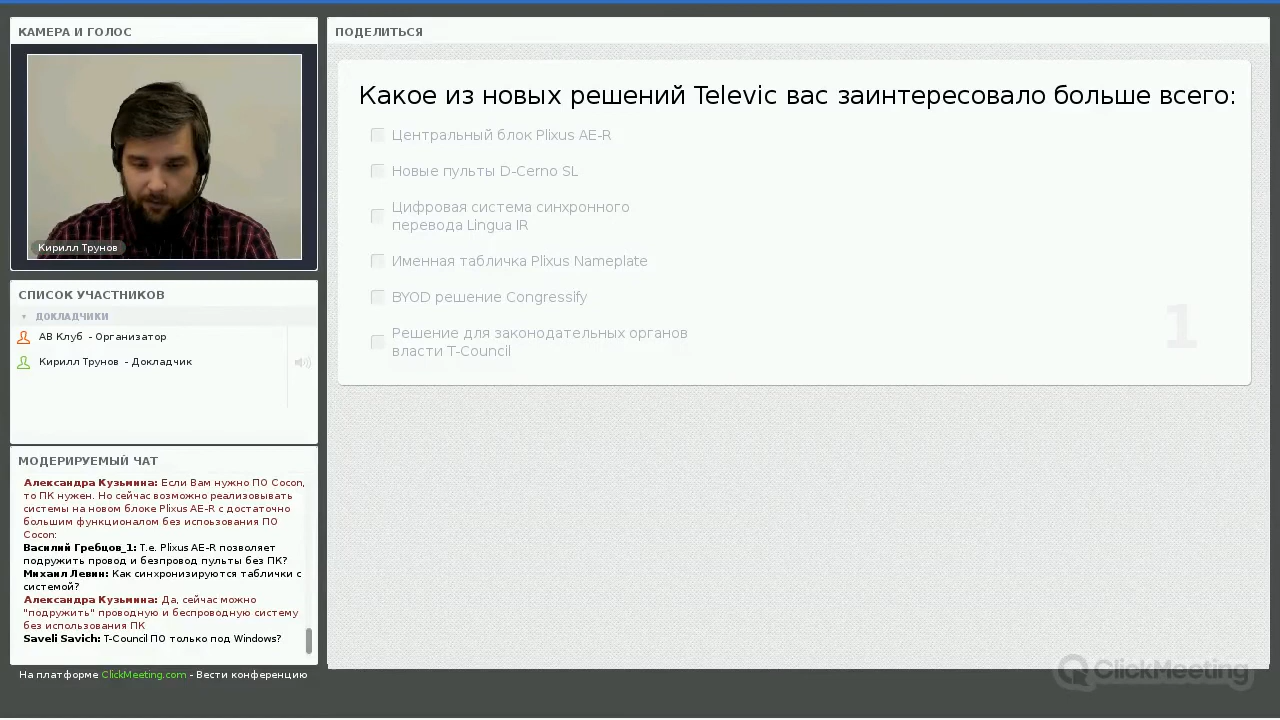 КАМЕРА И ГОЛОС
Кирилл Трунов
СПИСОК УЧАСТНИКОВ
ДОКЛАДЧИКИ
АВ Клуб - Организатор
Кирилл Трунов - Докладчик
МОДЕРИРУЕМЫЙ ЧАТ
Александра Кузьмина: Если Вам нужно ПО Cocon,
то ПК нужен. Но сейчас возможно реализовывать
системы на новом блоке Plixus AE-R с достаточно
большим функционалом без испоьзования ПО
Cocon:
Василий Гребцов_1: Т.е. Plixus AE-R позволяет
подружить провод и безпровод пульты без ПК?
Михаил Левин: Как синхронизируются таблички с
системой?
Александра Кузьмина: Да, сейчас можно
"подружить" проводную и беспроводную систему
без использования ПК
Saveli Savich: T-Council ПО только под Windows?
На платформе ClickMeeting.com - Вести конференцию
ПОДЕЛИТЬСЯ
Какое из новых решений Televic вас заинтересовало больше всего:
Центральный блок Plixus AE-R
Новые пульты D-Cerno SL
Цифровая система синхронного
перевода Lingua IR
Именная табличка Plixus Nameplate
BYOD решение Congressify
Решение для законодательных органов
власти T-Council
1
ClickMeeting